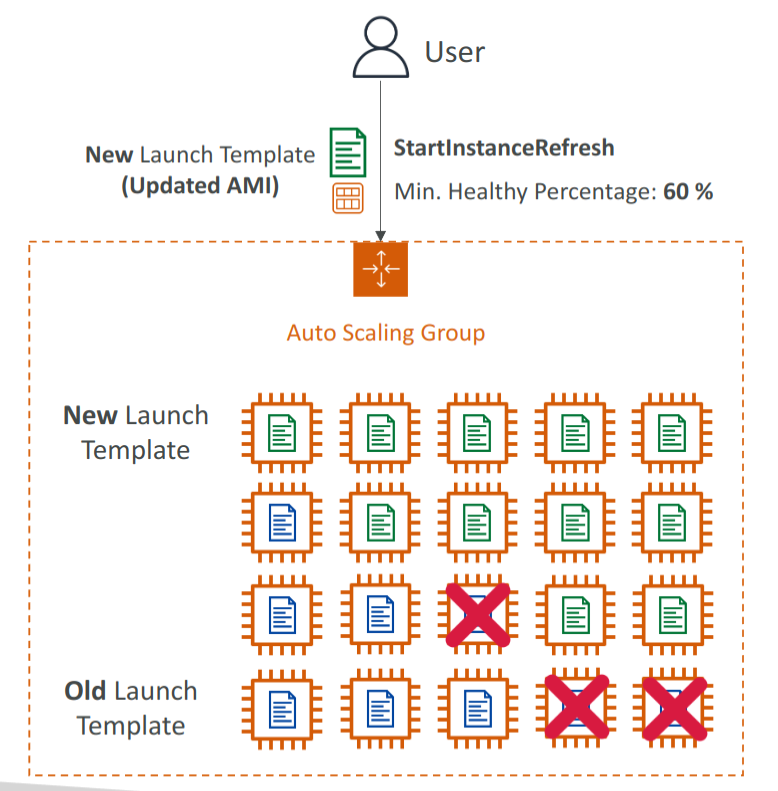 User
New Launch Template
(Updated AMI)
StartInstanceRefresh
Min. Healthy Percentage: 60 %
Auto Scaling Group
New Launch
Template
Old Launch
Template